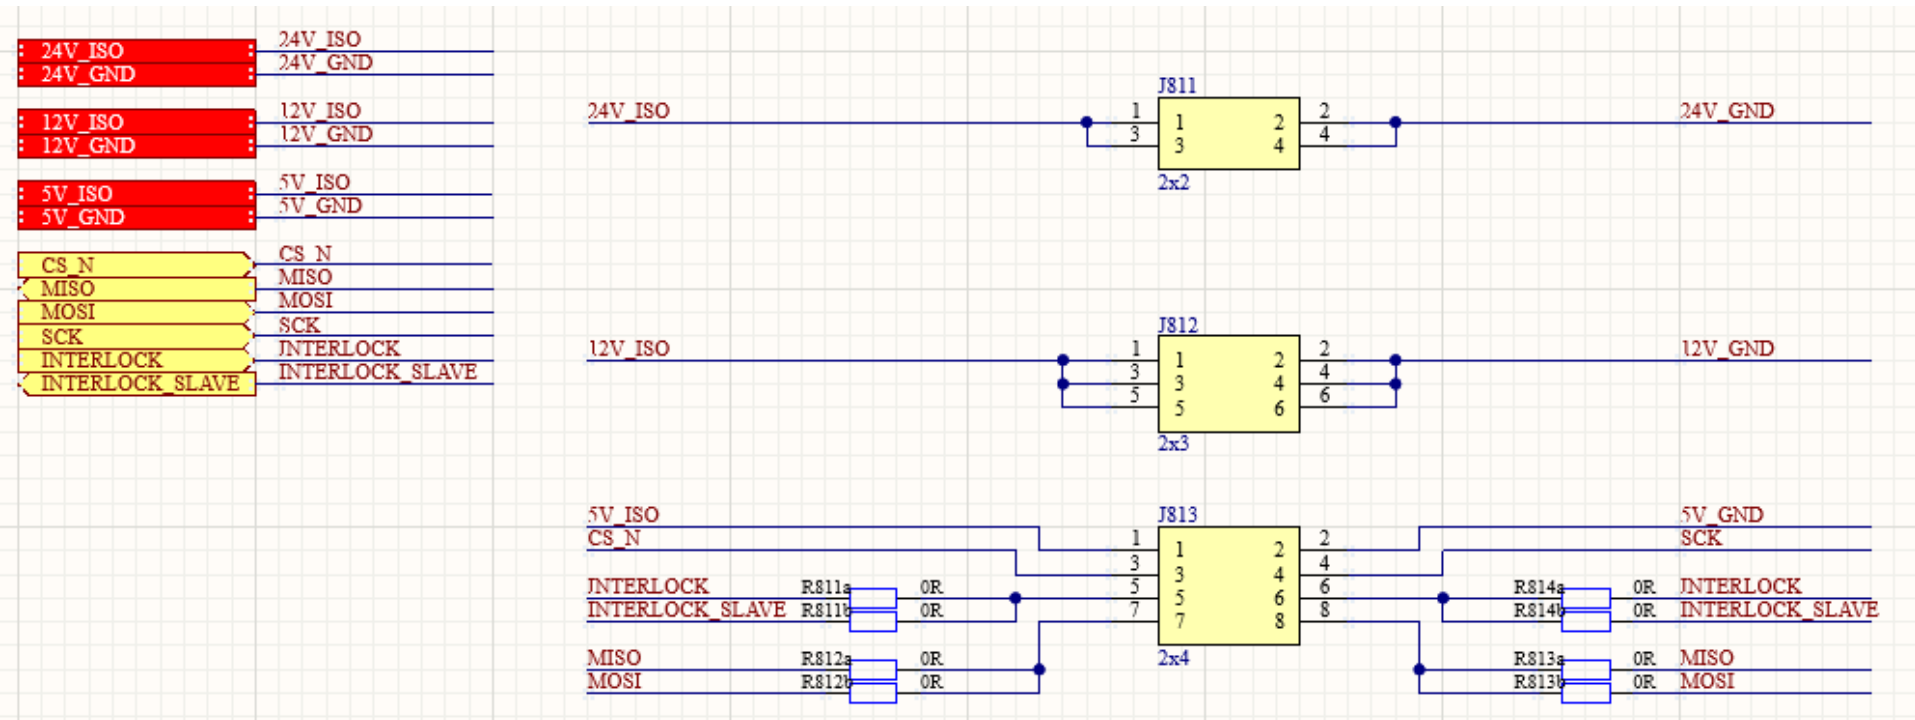 24V_ISO 24V_ISO
24V_GND 24V_GND
12V_ISO 12V_ISO
12V_GND 12V_GND
5V_ISO 5V_ISO
5V_GND 5V_GND
CS_N CS_N
MISO MISO
MOSI MOSI
SCK SCK
INTERLOCK INTERLOCK
INTERLOCK_SLAVE INTERLOCK_SLAVE
J811
24V_ISO 1 1 2 2 24V_GND
3 3 4 4
2x2
J812
12V_ISO 1 1 2 2 12V_GND
3 3 4 4
5 5 6 6
2x3
J813
5V_ISO 5V_GND
CS_N 1 1 2 2 SCK
3 3 4 4
INTERLOCK R811a 0R 5 5 6 6 R814a 0R INTERLOCK
INTERLOCK_SLAVE R811b 0R 7 7 8 8 R814b 0R INTERLOCK_SLAVE
2x4
MISO R812a 0R R813a 0R MISO
MOSI R812b 0R R813b 0R MOSI